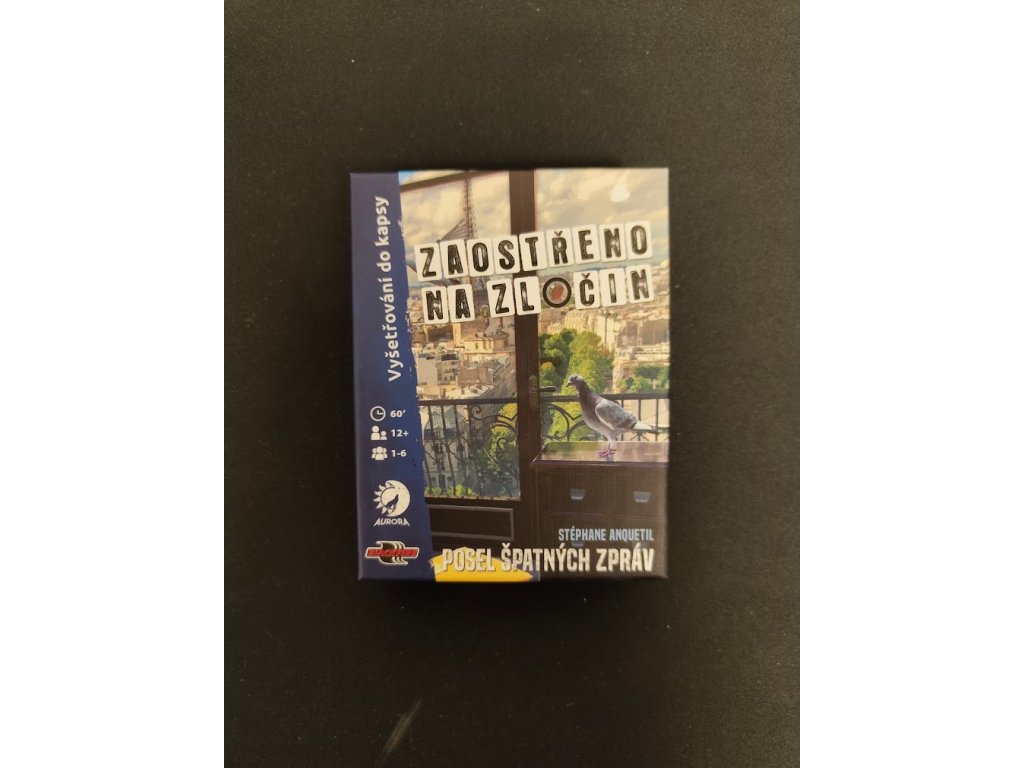 Vyšetřování do kapsy
ZAOSTŘENO
NA ZLOČIN
60'
12+
1-6
AURORA
STÉPHANE ANQUETIL
POSEL ŠPATNÝCH ZPRÁV